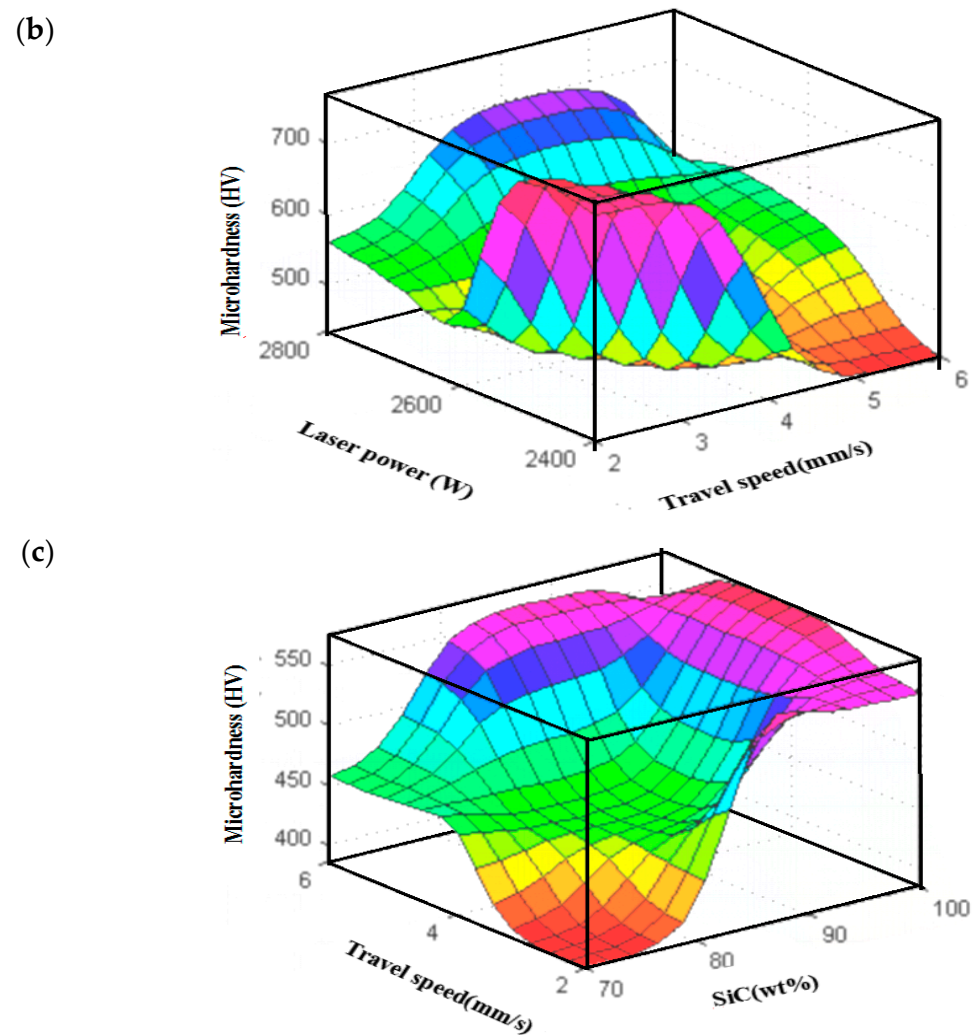 (b)
700
600
500
Microhardness (HV)
2800
2600
2400
Laser power (W)
2
3
4
5
6
Travel speed(mm/s)
(c)
550
500
450
400
Microhardness (HV)
6
4
2
Travel speed(mm/s)
70
80
90
100
SiC(wt%)